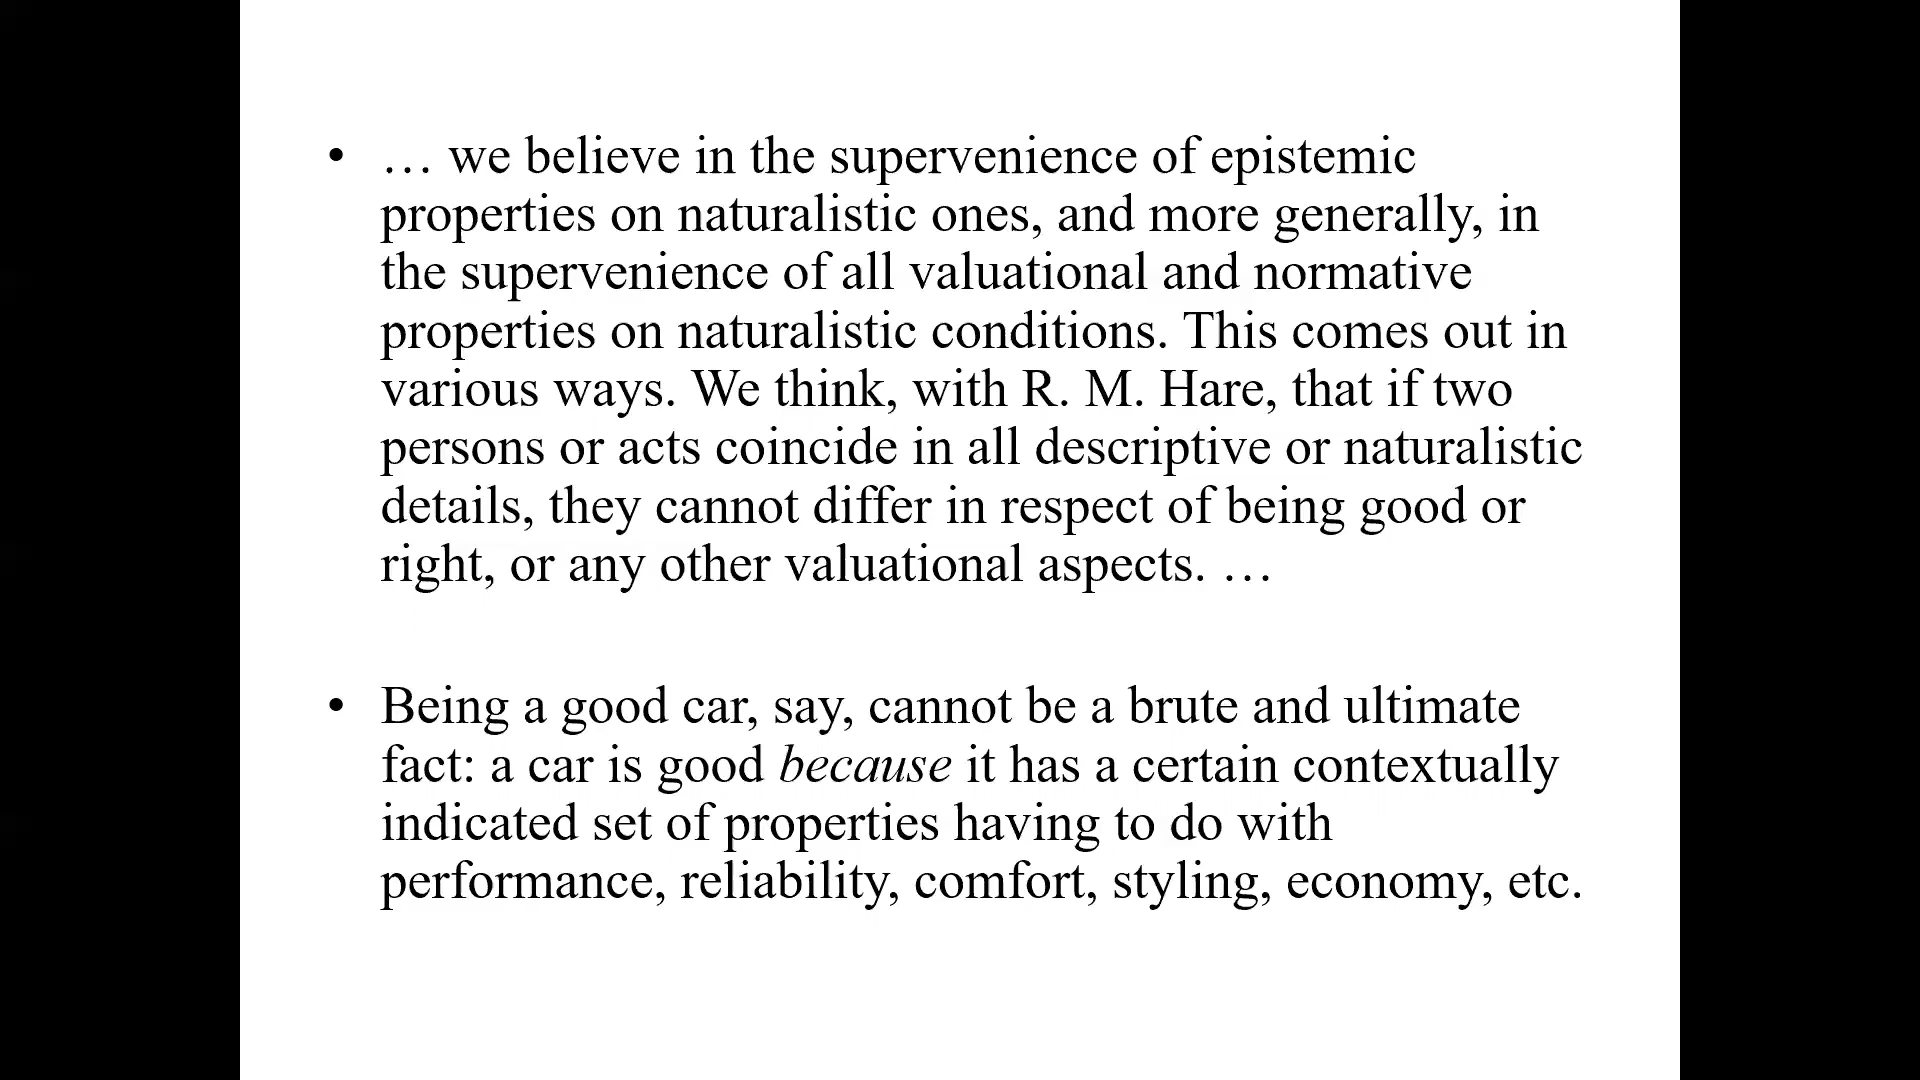 • … we believe in the supervenience of epistemic
properties on naturalistic ones, and more generally, in
the supervenience of all valuational and normative
properties on naturalistic conditions. This comes out in
various ways. We think, with R. M. Hare, that if two
persons or acts coincide in all descriptive or naturalistic
details, they cannot differ in respect of being good or
right, or any other valuational aspects. …
• Being a good car, say, cannot be a brute and ultimate
fact: a car is good because it has a certain contextually
indicated set of properties having to do with
performance, reliability, comfort, styling, economy, etc.